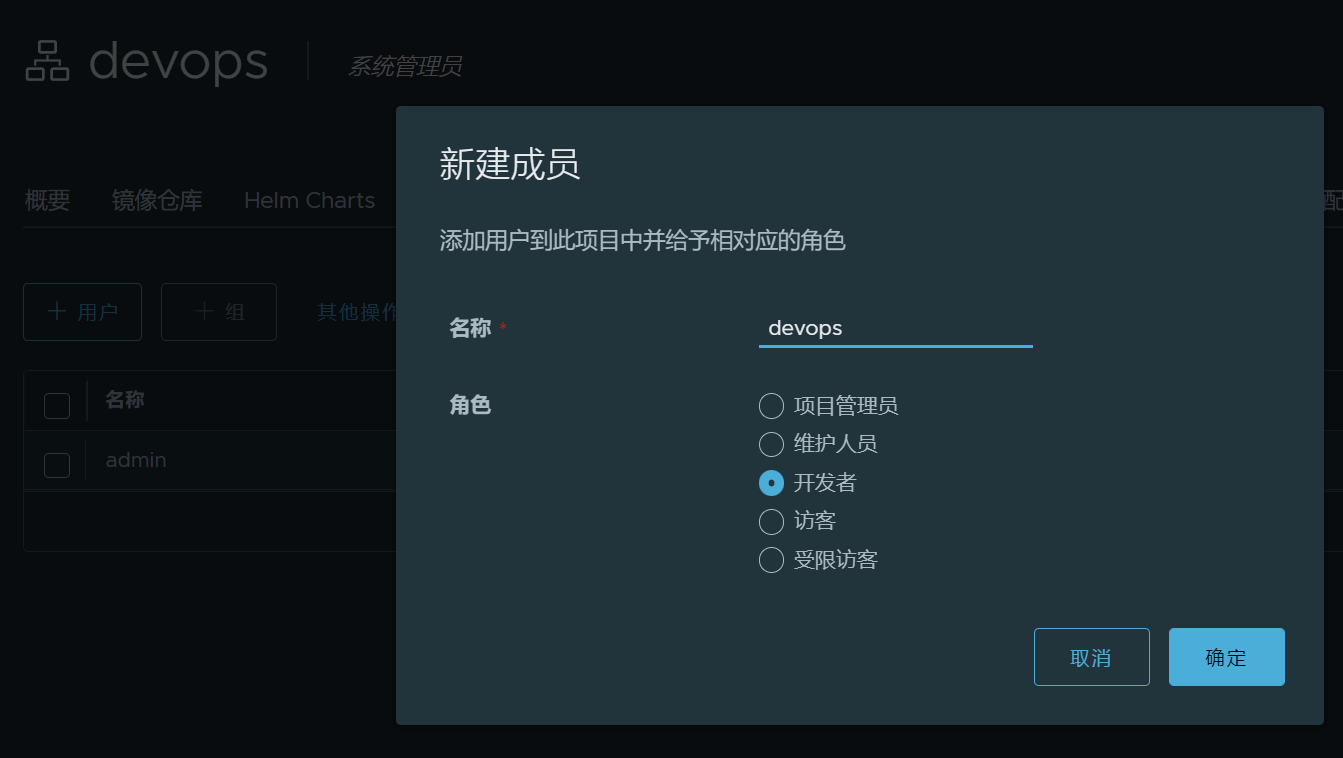 devops
系统管理员
概要 镜像仓库 Helm Charts
用户 组 其他操作
名称
admin
新建成员
添加用户到此项目中并给予相对应的角色
名称 * devops
角色
项目管理员
维护人员
开发者
访客
受限访客
取消 确定